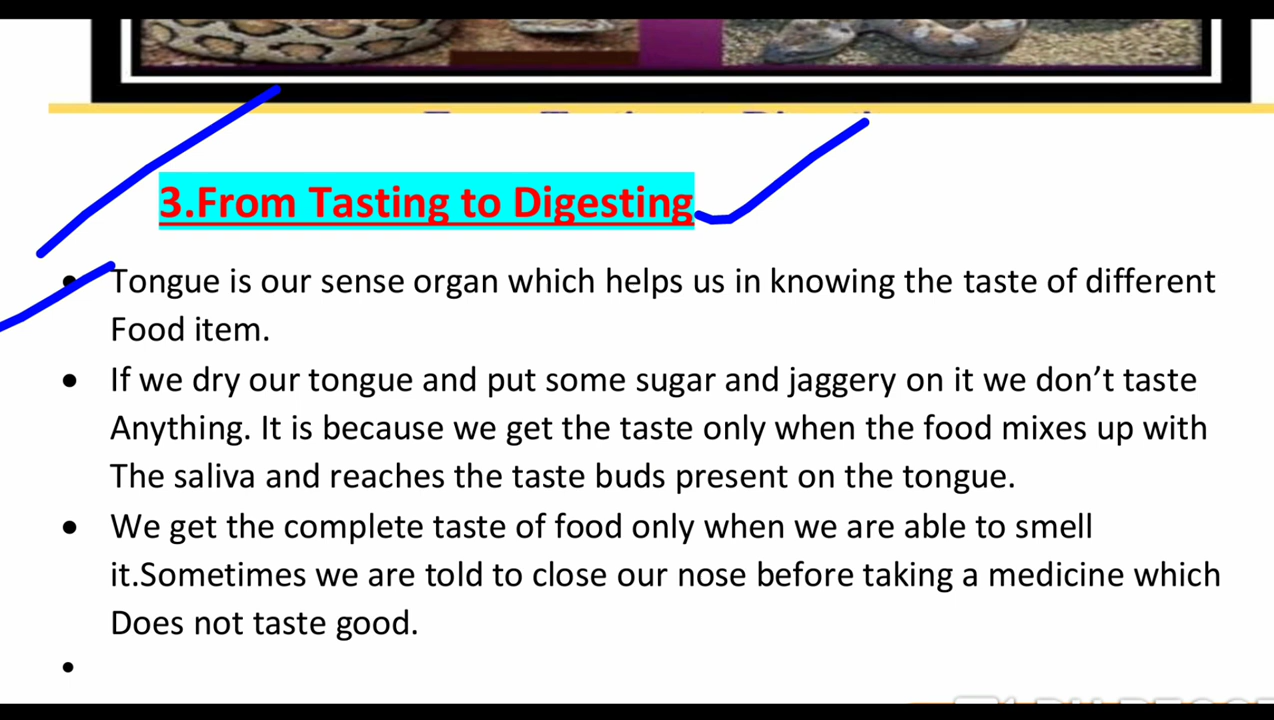 3.From Tasting to Digesting
• Tongue is our sense organ which helps us in knowing the taste of different
Food item.
• If we dry our tongue and put some sugar and jaggery on it we don’t taste
Anything. It is because we get the taste only when the food mixes up with
The saliva and reaches the taste buds present on the tongue.
• We get the complete taste of food only when we are able to smell
it.Sometimes we are told to close our nose before taking a medicine which
Does not taste good.
•